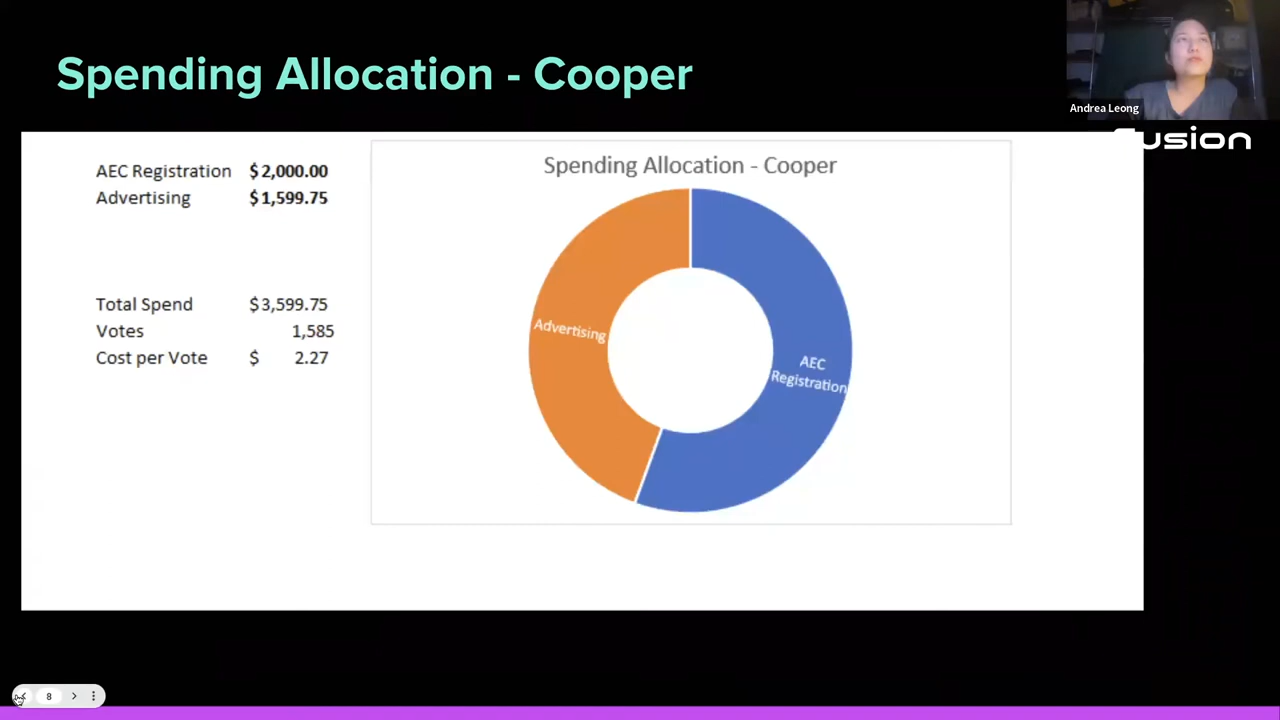 Spending Allocation - Cooper
Andrea Leong
usion
AEC Registration $ 2,000.00
Advertising $ 1,599.75
Total Spend $ 3,599.75
Votes 1,585
Cost per Vote $ 2.27
Spending Allocation - Cooper
Advertising
AEC
Registration
8